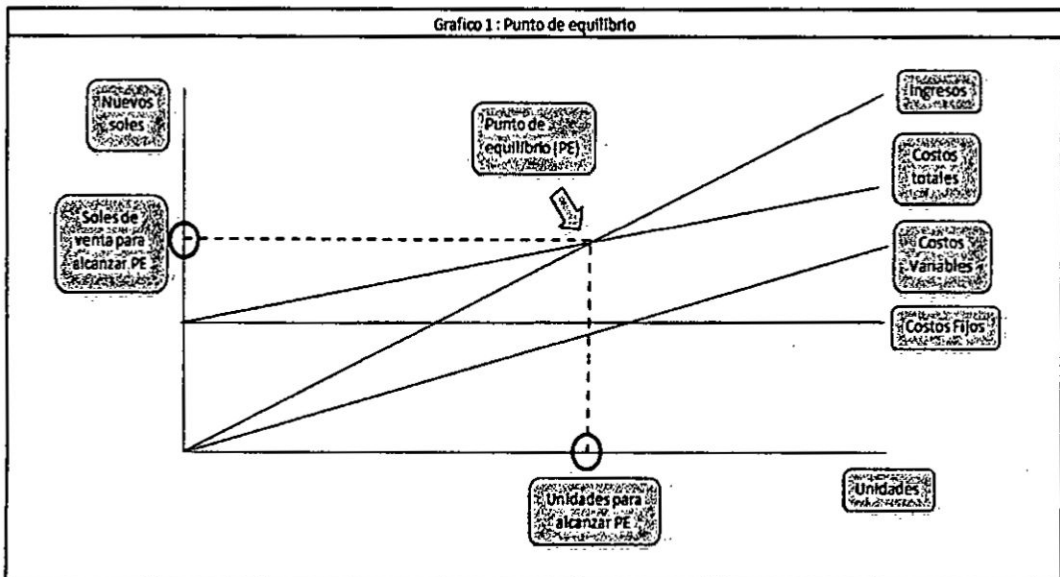 Grafico 1 : Punto de equilibrio
Nuevos
soles
Punto de
equilibrio (PE)
Ingresos
Costos
totales
Soles de
venta para
alcanzar PE
Costos
Variables
Costos Fijos
Unidades para
alcanzar PE
Unidades